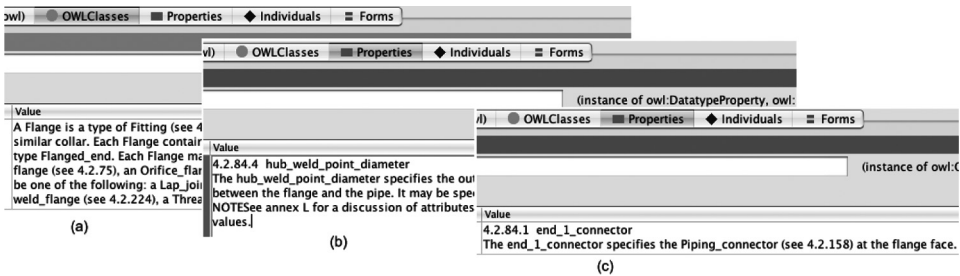 owl) OWLClasses Properties Individuals Forms
Value
A Flange is a type of Fitting (see 4
similar collar. Each Flange contain
type Flanged_end. Each Flange ma
flange (see 4.2.75), an Orifice_flan
be one of the following: a Lap_joi
weld_flange (see 4.2.224), a Threa
(a)
vl) OWLClasses Properties Individuals Forms
(instance of owl:DatatypeProperty, owl:
Value
4.2.84.4 hub_weld_point_diameter
The hub_weld_point_diameter specifies the out
between the flange and the pipe. It may be spe
NOTESee annex L for a discussion of attributes
values.
(b)
/l) OWLClasses Properties Individuals Forms
(instance of owl:O
Value
4.2.84.1 end_1_connector
The end_1_connector specifies the Piping_connector (see 4.2.158) at the flange face.
(c)